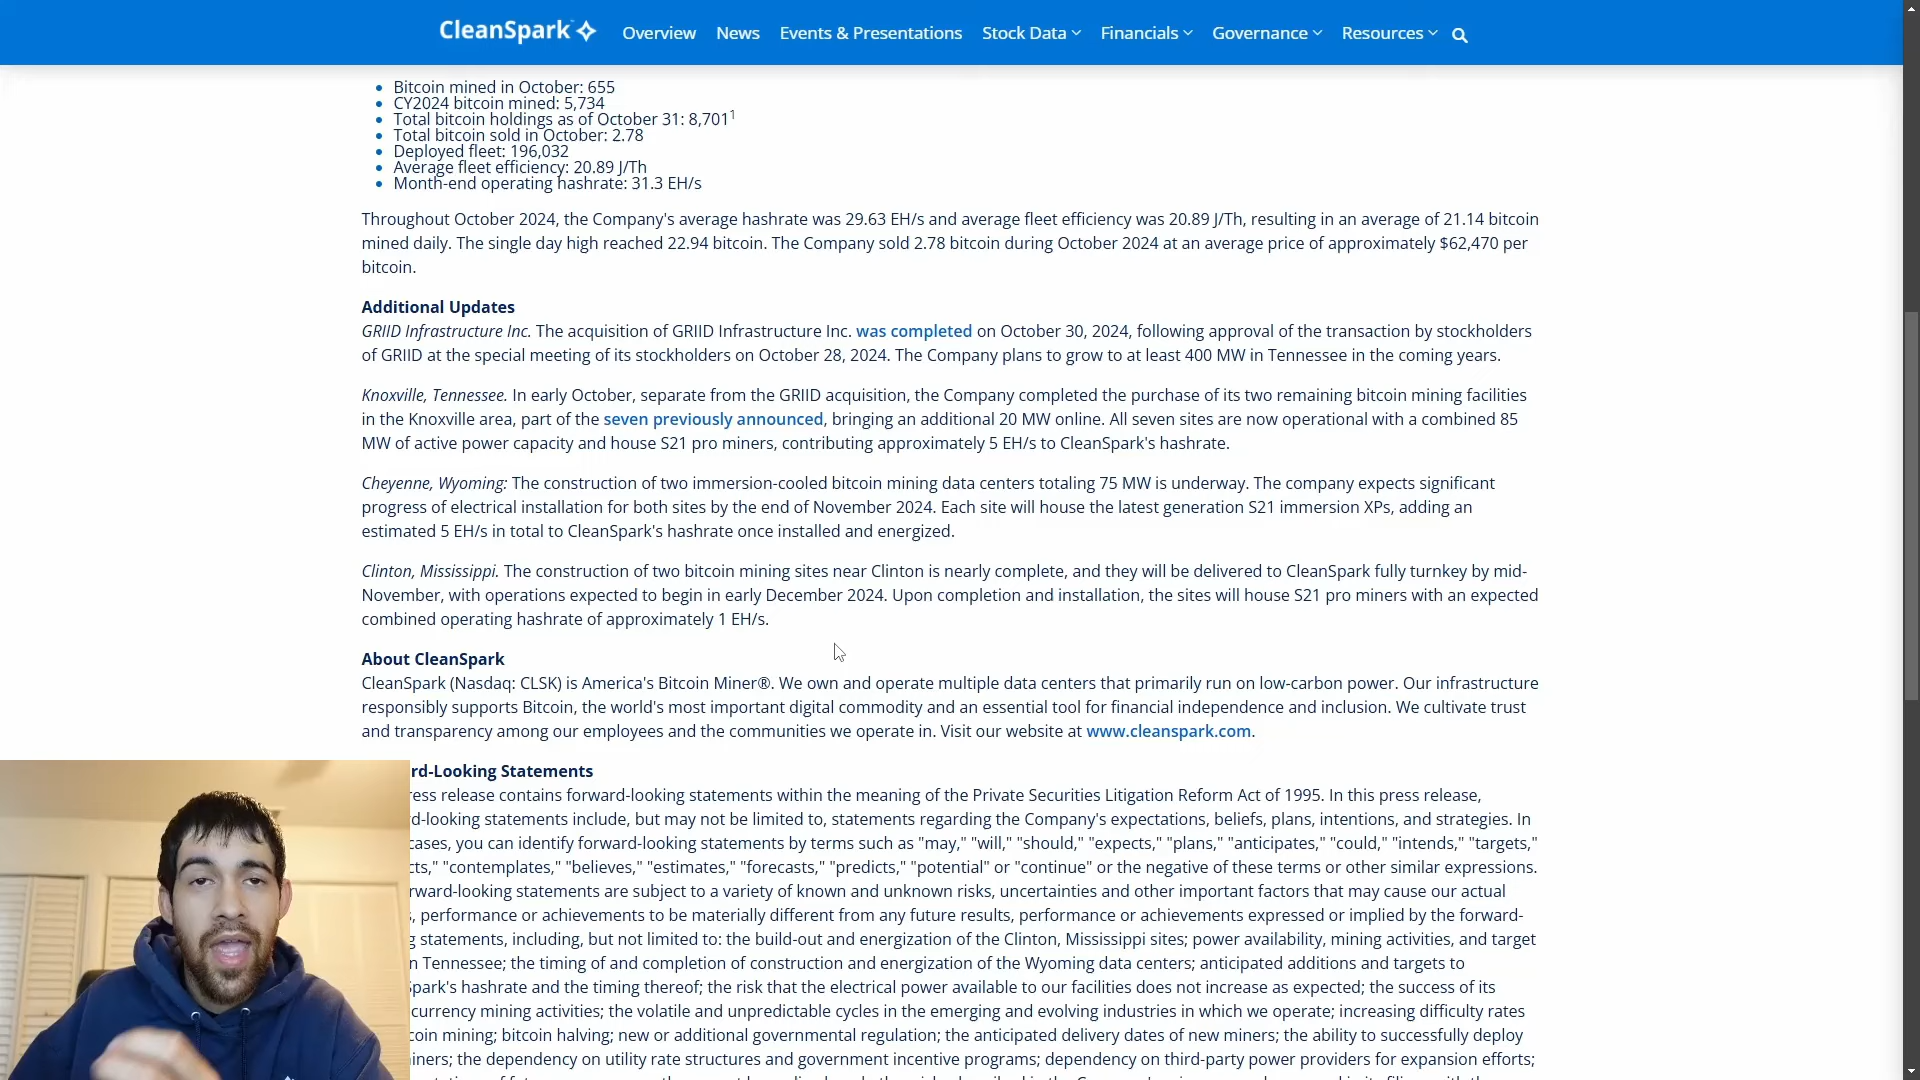 CleanSpark Overview News Events & Presentations Stock Data Financials Governance Resources
Bitcoin mined in October: 655
CY2024 bitcoin mined: 5,734
Total bitcoin holdings as of October 31: 8,701¹
Total bitcoin sold in October: 2.78
Deployed fleet: 196,032
Average fleet efficiency: 20.89 J/Th
Month-end operating hashrate: 31.3 EH/s
Throughout October 2024, the Company's average hashrate was 29.63 EH/s and average fleet efficiency was 20.89 J/Th, resulting in an average of 21.14 bitcoin
mined daily. The single day high reached 22.94 bitcoin. The Company sold 2.78 bitcoin during October 2024 at an average price of approximately $62,470 per
bitcoin.
Additional Updates
GRIID Infrastructure Inc. The acquisition of GRIID Infrastructure Inc. was completed on October 30, 2024, following approval of the transaction by stockholders
of GRIID at the special meeting of its stockholders on October 28, 2024. The Company plans to grow to at least 400 MW in Tennessee in the coming years.
Knoxville, Tennessee. In early October, separate from the GRIID acquisition, the Company completed the purchase of its two remaining bitcoin mining facilities
in the Knoxville area, part of the seven previously announced, bringing an additional 20 MW online. All seven sites are now operational with a combined 85
MW of active power capacity and house S21 pro miners, contributing approximately 5 EH/s to CleanSpark's hashrate.
Cheyenne, Wyoming: The construction of two immersion-cooled bitcoin mining data centers totaling 75 MW is underway. The company expects significant
progress of electrical installation for both sites by the end of November 2024. Each site will house the latest generation S21 immersion XPs, adding an
estimated 5 EH/s in total to CleanSpark's hashrate once installed and energized.
Clinton, Mississippi. The construction of two bitcoin mining sites near Clinton is nearly complete, and they will be delivered to CleanSpark fully turnkey by mid-
November, with operations expected to begin in early December 2024. Upon completion and installation, the sites will house S21 pro miners with an expected
combined operating hashrate of approximately 1 EH/s.
About CleanSpark
CleanSpark (Nasdaq: CLSK) is America's Bitcoin Miner®. We own and operate multiple data centers that primarily run on low-carbon power. Our infrastructure
responsibly supports Bitcoin, the world's most important digital commodity and an essential tool for financial independence and inclusion. We cultivate trust
and transparency among our employees and the communities we operate in. Visit our website at www.cleanspark.com.
rd-Looking Statements
ress release contains forward-looking statements within the meaning of the Private Securities Litigation Reform Act of 1995. In this press release,
rd-looking statements include, but may not be limited to, statements regarding the Company's expectations, beliefs, plans, intentions, and strategies. In
cases, you can identify forward-looking statements by terms such as "may," "will," "should," "expects," "plans," "anticipates," "could," "intends," "targets,"
cts," "contemplates," "believes," "estimates," "forecasts," "predicts," "potential" or "continue" or the negative of these terms or other similar expressions.
rward-looking statements are subject to a variety of known and unknown risks, uncertainties and other important factors that may cause our actual
, performance or achievements to be materially different from any future results, performance or achievements expressed or implied by the forward-
g statements, including, but not limited to: the build-out and energization of the Clinton, Mississippi sites; power availability, mining activities, and target
n Tennessee; the timing of and completion of construction and energization of the Wyoming data centers; anticipated additions and targets to
park's hashrate and the timing thereof; the risk that the electrical power available to our facilities does not increase as expected; the success of its
currency mining activities; the volatile and unpredictable cycles in the emerging and evolving industries in which we operate; increasing difficulty rates
coin mining; bitcoin halving; new or additional governmental regulation; the anticipated delivery dates of new miners; the ability to successfully deploy
iners; the dependency on utility rate structures and government incentive programs; dependency on third-party power providers for expansion efforts;